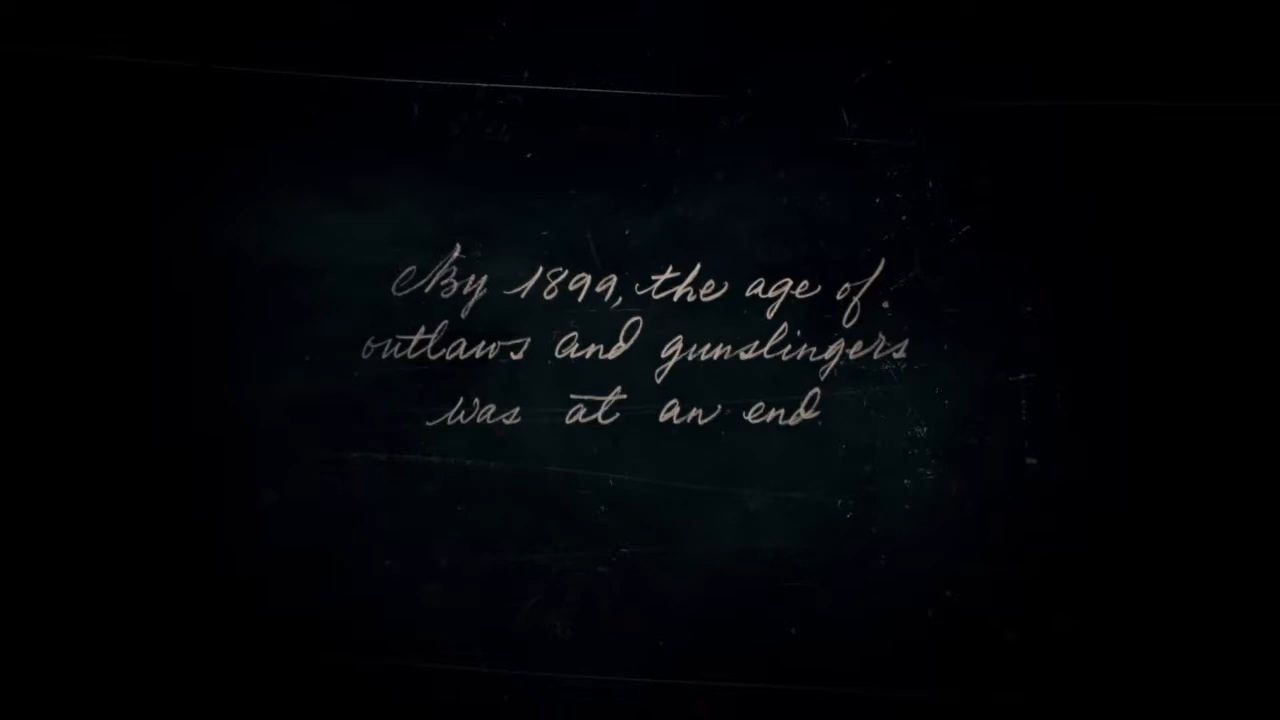 By 1899, the age of
outlaws and gunslingers
was at an end